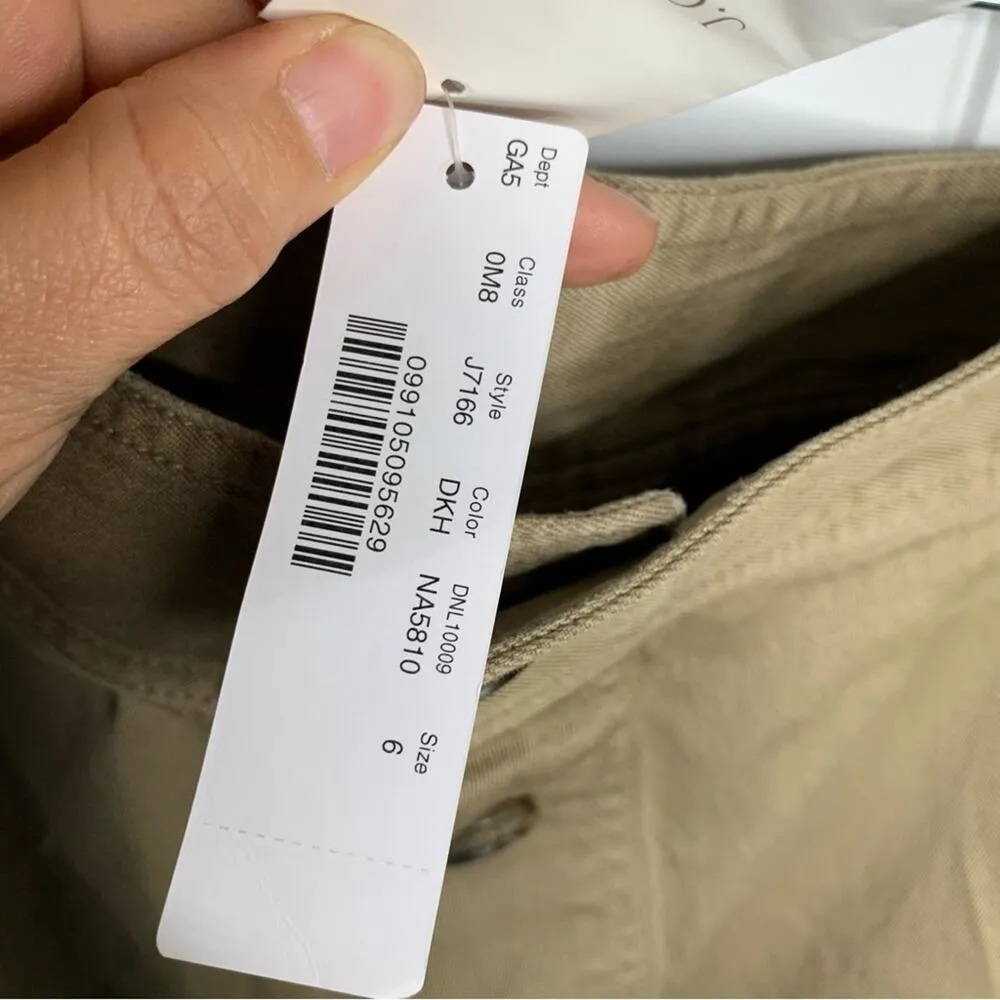 J.C
Dept Class Style Color DNL10009 Size
GA5 0M8 J7166 DKH NA5810 6
099105095629